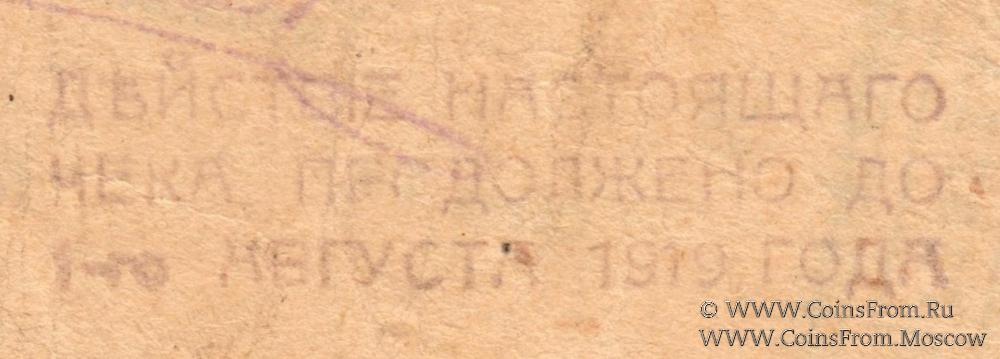 ДѢЙСТВІЕ НАСТОЯЩАГО
ЧЕКА ПРОДОЛЖЕНО ДО
1-го АВГУСТА 1919 ГОДА
© WWW.CoinsFrom.Ru
WWW.CoinsFrom.Moscow